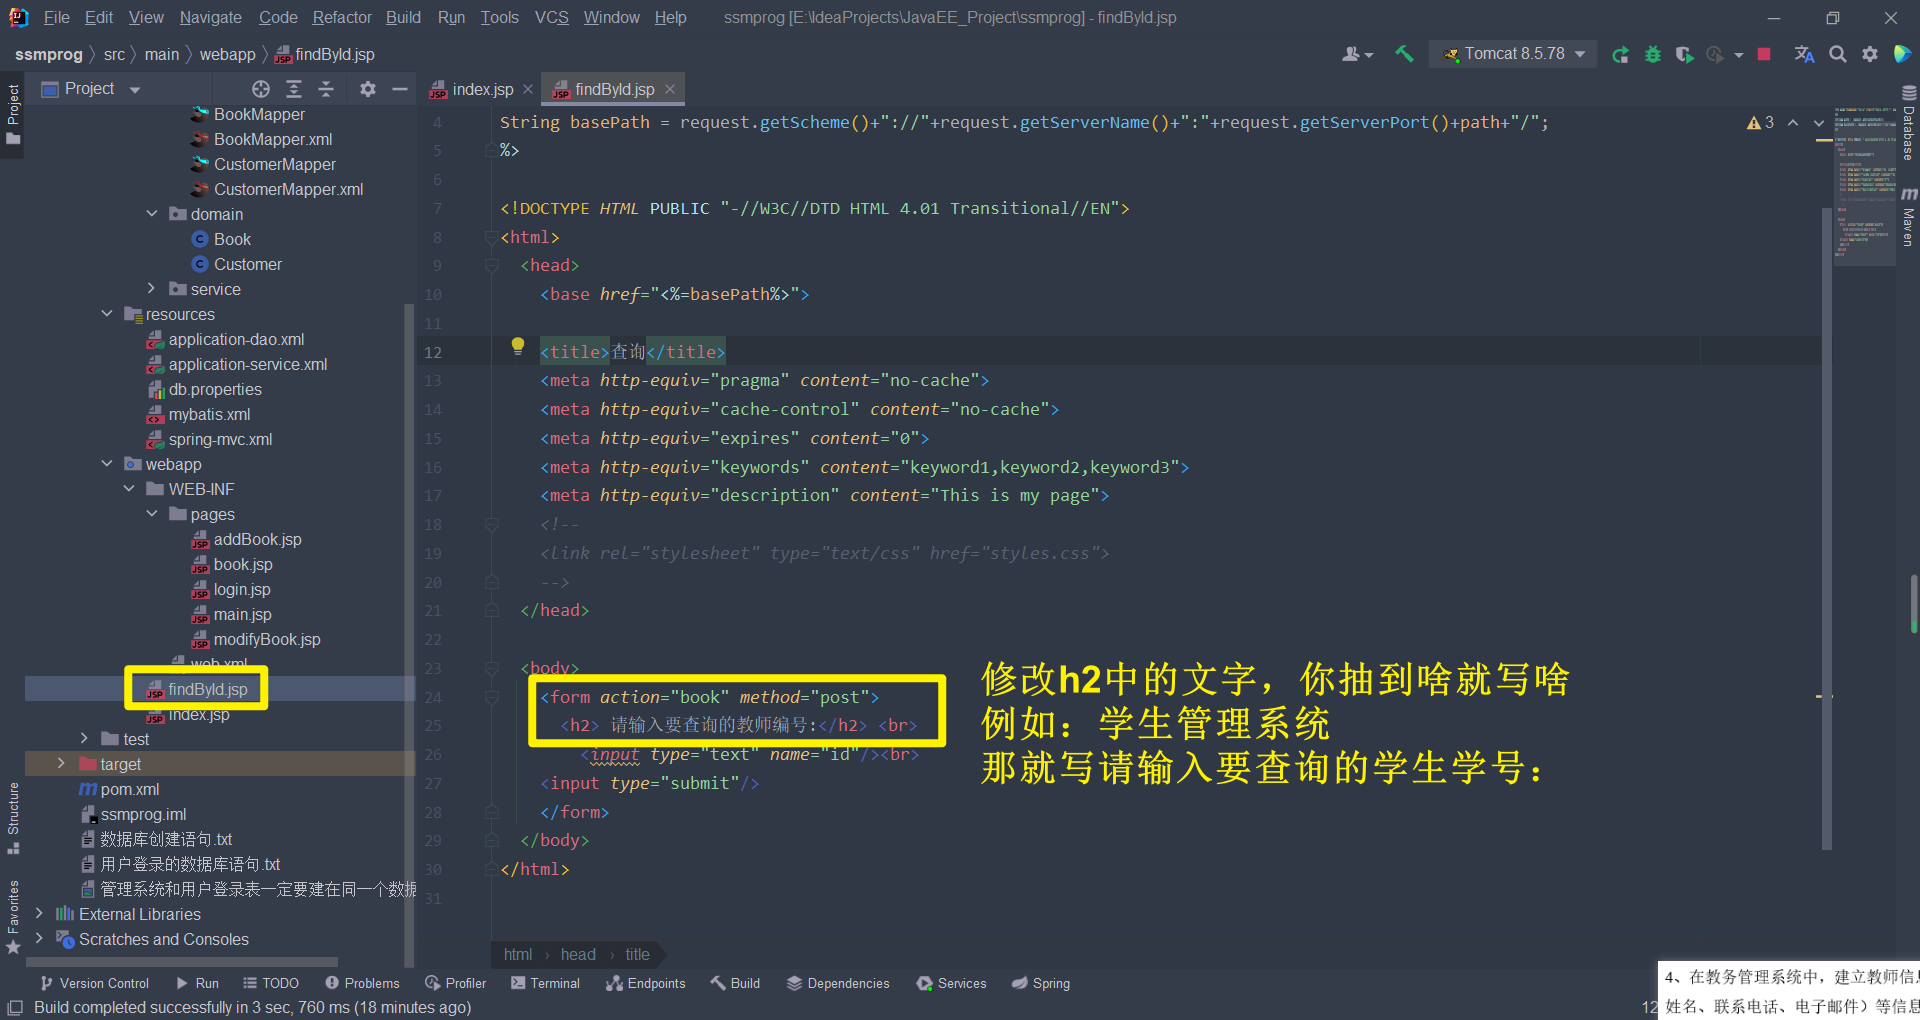 File Edit View Navigate Code Refactor Build Run Tools VCS Window Help ssmprog [E:\IdeaProjects\JavaEE_Project\ssmprog] - findById.jsp
ssmprog src main webapp findById.jsp
Tomcat 8.5.78
Project
index.jsp findById.jsp
Project
BookMapper
BookMapper.xml
CustomerMapper
CustomerMapper.xml
domain
Book
Customer
service
resources
application-dao.xml
application-service.xml
db.properties
mybatis.xml
spring-mvc.xml
webapp
WEB-INF
pages
addBook.jsp
book.jsp
login.jsp
main.jsp
modifyBook.jsp
web.xml
findById.jsp
index.jsp
test
target
pom.xml
ssmprog.iml
数据库创建语句.txt
用户登录的数据库语句.txt
管理系统和用户登录表一定要建在同一个数据
External Libraries
Scratches and Consoles
Structure
Favorites
4 String basePath = request.getScheme()+"://"+request.getServerName()+":"+request.getServerPort()+path+"/";
5 %>
6
7 <!DOCTYPE HTML PUBLIC "-//W3C//DTD HTML 4.01 Transitional//EN">
8 <html>
9 <head>
10 <base href="<%=basePath%>">
11
12 <title>查询</title>
13 <meta http-equiv="pragma" content="no-cache">
14 <meta http-equiv="cache-control" content="no-cache">
15 <meta http-equiv="expires" content="0">
16 <meta http-equiv="keywords" content="keyword1,keyword2,keyword3">
17 <meta http-equiv="description" content="This is my page">
18 <!--
19 <link rel="stylesheet" type="text/css" href="styles.css">
20 -->
21 </head>
22
23 <body>
24 <form action="book" method="post">
25 <h2> 请输入要查询的教师编号:</h2> <br>
26 <input type="text" name="id"/><br>
27 <input type="submit"/>
28 </form>
29 </body>
30 </html>
31
3
修改h2中的文字，你抽到啥就写啥
例如：学生管理系统
那就写请输入要查询的学生学号：
Database
Maven
html head title
Version Control Run TODO Problems Profiler Terminal Endpoints Build Dependencies Services Spring
Build completed successfully in 3 sec, 760 ms (18 minutes ago)
12
4、在教务管理系统中，建立教师信息
姓名、联系电话、电子邮件）等信息